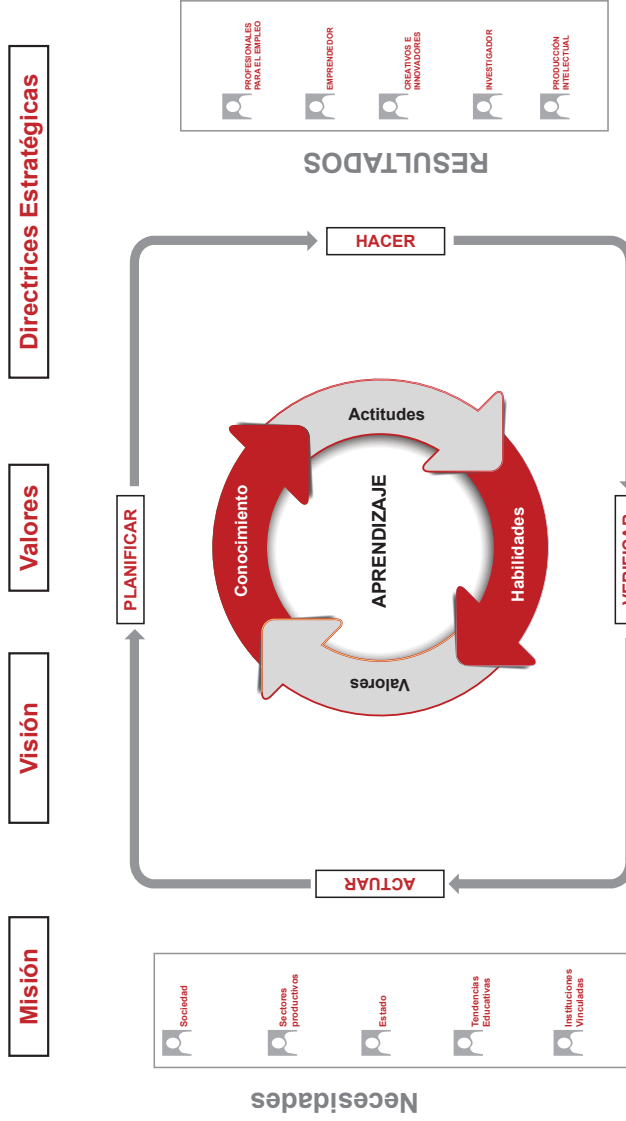 Misión
Visión
Valores
Directrices Estratégicas
Necesidades
Sociedad
Sectores
productivos
Estado
Tendencias
Educativas
Instituciones
Vinculadas
PLANIFICAR
HACER
VERIFICAR
ACTUAR
Conocimiento
Actitudes
Habilidades
Valores
APRENDIZAJE
RESULTADOS
PROFESIONALES
PARA EL EMPLEO
EMPRENDEDOR
CREATIVOS E
INNOVADORES
INVESTIGADOR
PRODUCCIÓN
INTELECTUAL